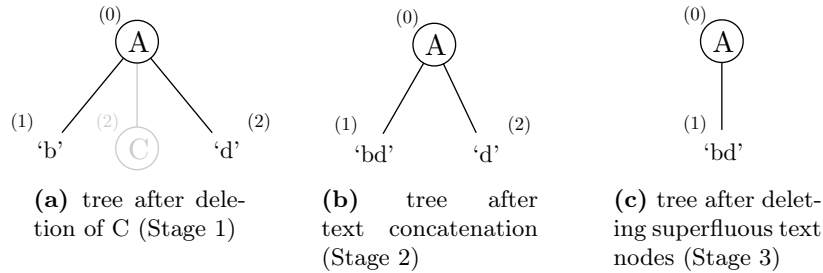 (0)
A
(1)
(2)
(2)
‘b’
C
‘d’
(a) tree after dele-
tion of C (Stage 1)
(0)
A
(1)
(2)
‘bd’
‘d’
(b) tree after
text concatenation
(Stage 2)
(0)
A
(1)
‘bd’
(c) tree after delet-
ing superfluous text
nodes (Stage 3)